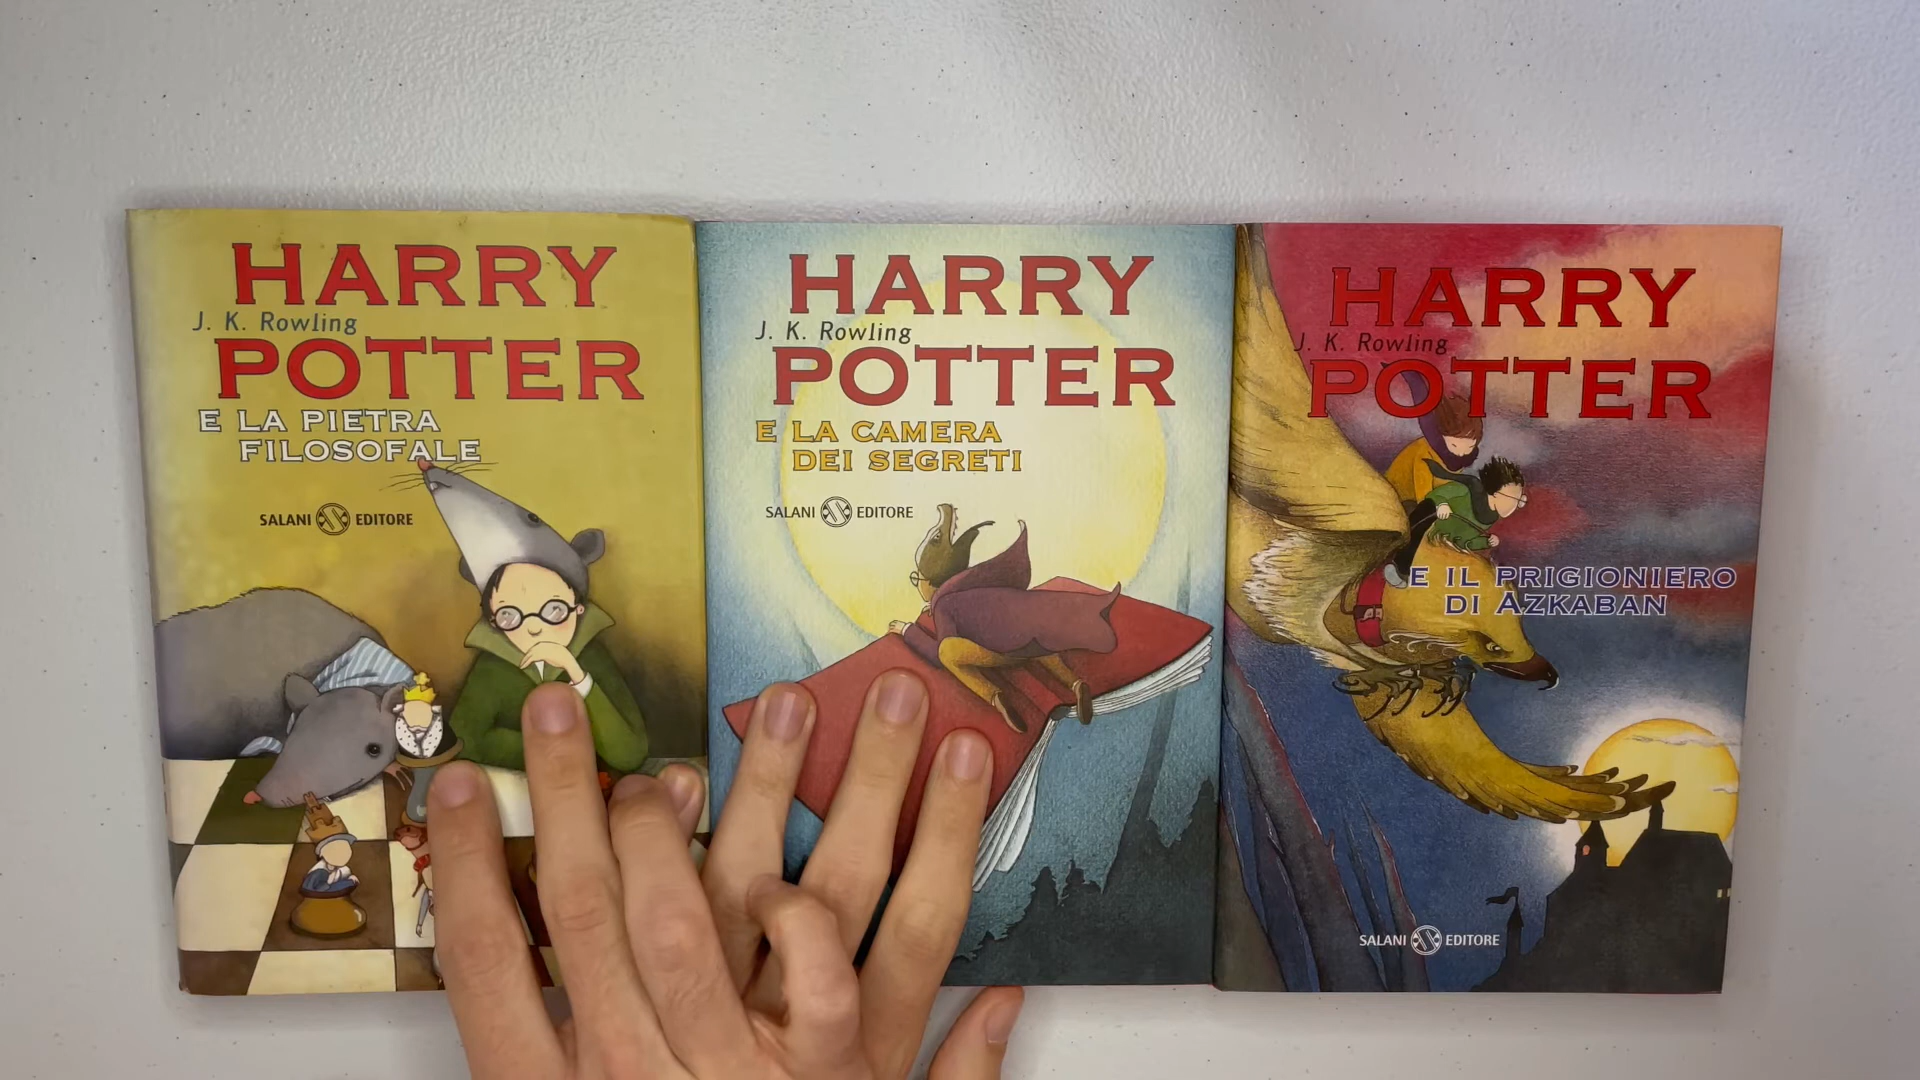 HARRY
J. K. Rowling
POTTER
E LA PIETRA
FILOSOFALE
SALANI EDITORE
HARRY
J. K. Rowling
POTTER
E LA CAMERA
DEI SEGRETI
SALANI EDITORE
HARRY
J. K. Rowling
POTTER
E IL PRIGIONIERO
DI AZKABAN
SALANI EDITORE